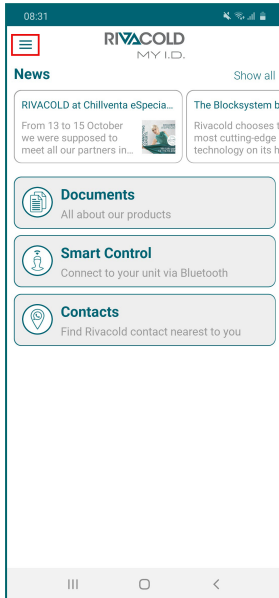 08:31
RIVACOLD
MY I.D.
News
Show all
RIVACOLD at Chillventa eSpecia...
From 13 to 15 October
we were supposed to
meet all our partners in...
The Blocksystem b
Rivacold chooses t
most cutting-edge
technology on its h
Documents
All about our products
Smart Control
Connect to your unit via Bluetooth
Contacts
Find Rivacold contact nearest to you